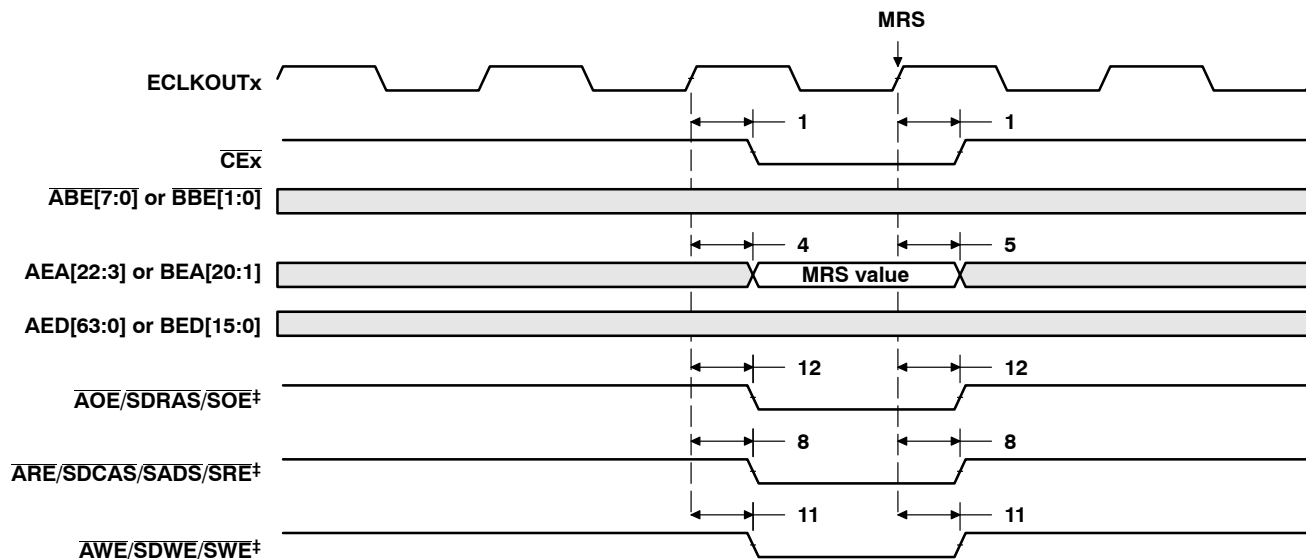 MRS
ECLKOUTx
1 1
CEx
ABE[7:0] or BBE[1:0]
4 5
AEA[22:3] or BEA[20:1] MRS value
AED[63:0] or BED[15:0]
12 12
AOE/SDRAS/SOE‡
8 8
ARE/SDCAS/SADS/SRE‡
11 11
AWE/SDWE/SWE‡